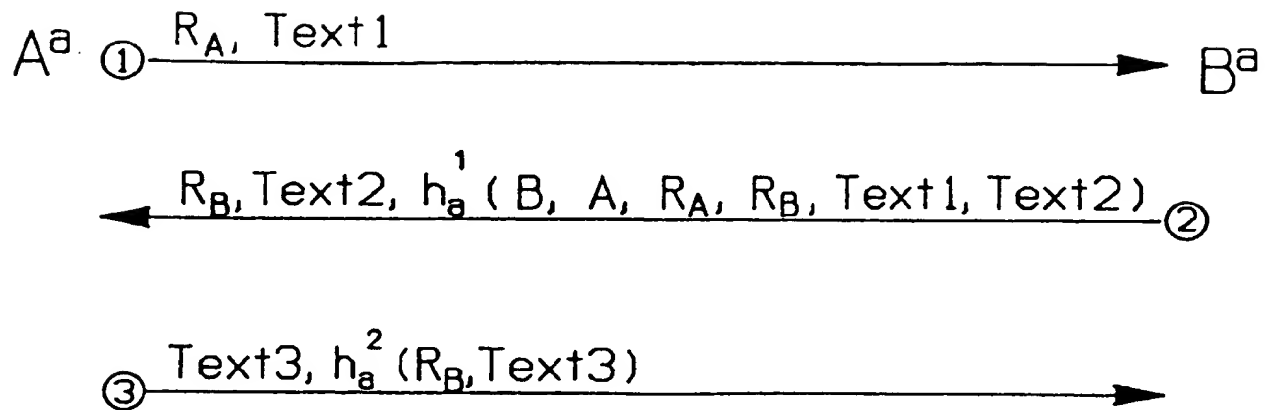 R_A, Text1
A^a ① B^a
R_B, Text2, h_a^1 ( B, A, R_A, R_B, Text1, Text2)
②
Text3, h_a^2 (R_B, Text3)
③